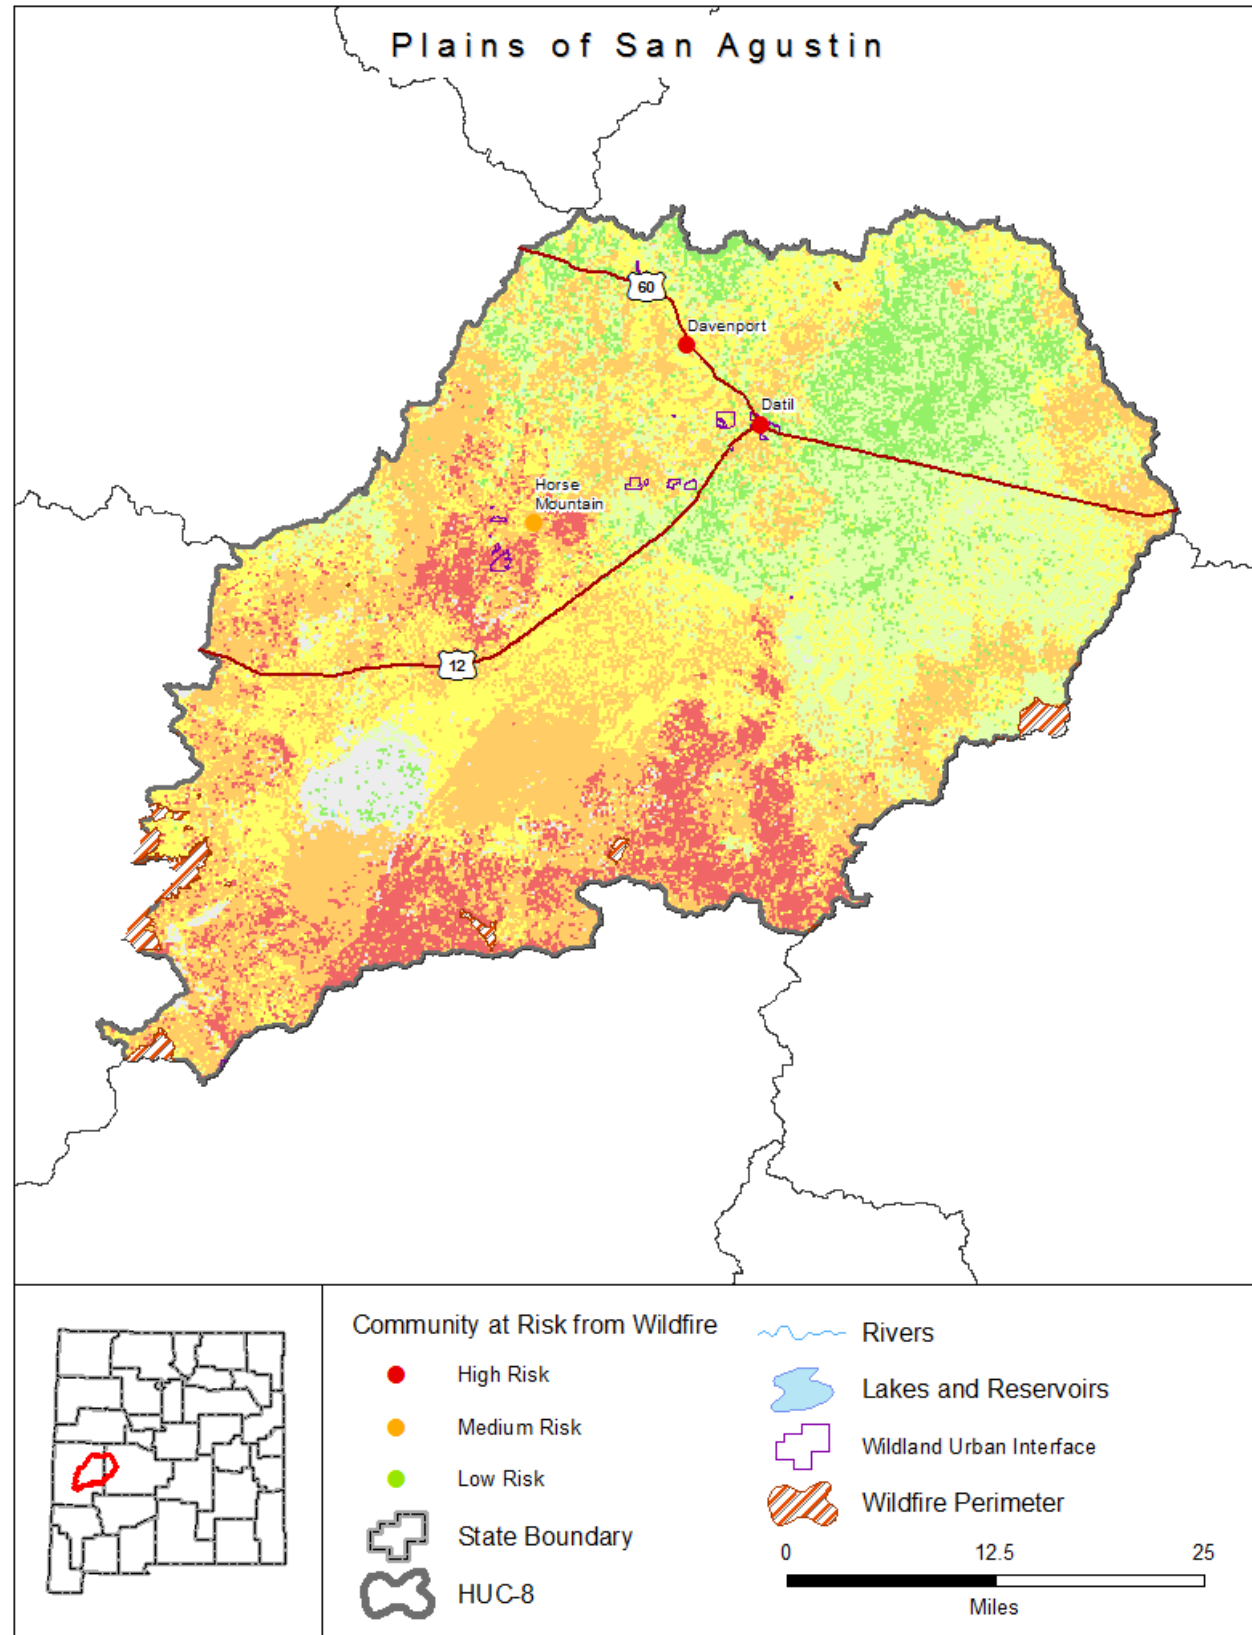 Plains of San Agustin
60
Davenport
Datil
Horse
Mountain
12
Community at Risk from Wildfire
High Risk
Medium Risk
Low Risk
State Boundary
HUC-8
Rivers
Lakes and Reservoirs
Wildland Urban Interface
Wildfire Perimeter
0 12.5 25
Miles